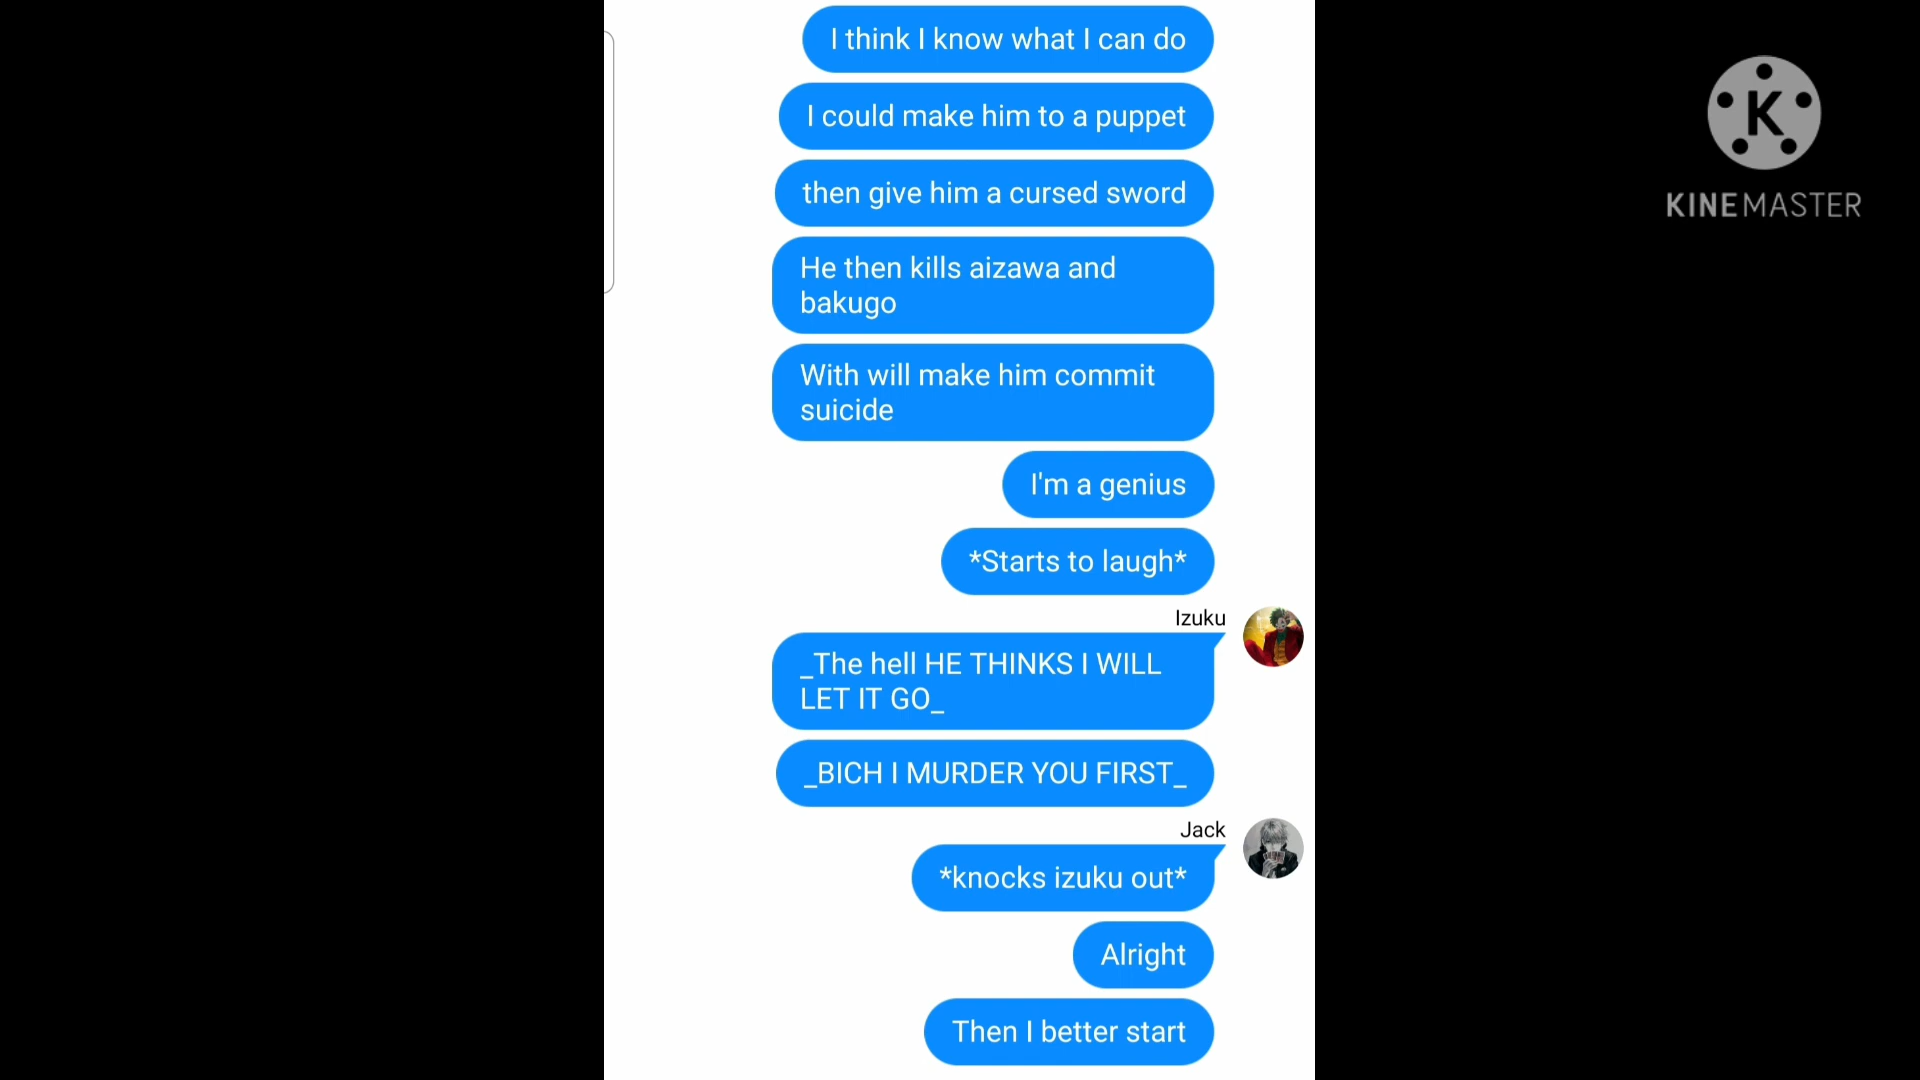 I think I know what I can do
I could make him to a puppet
then give him a cursed sword
He then kills aizawa and
bakugo
With will make him commit
suicide
I'm a genius
*Starts to laugh*
Izuku
_The hell HE THINKS I WILL
LET IT GO_
_BICH I MURDER YOU FIRST_
Jack
*knocks izuku out*
Alright
Then I better start
K
KINEMASTER